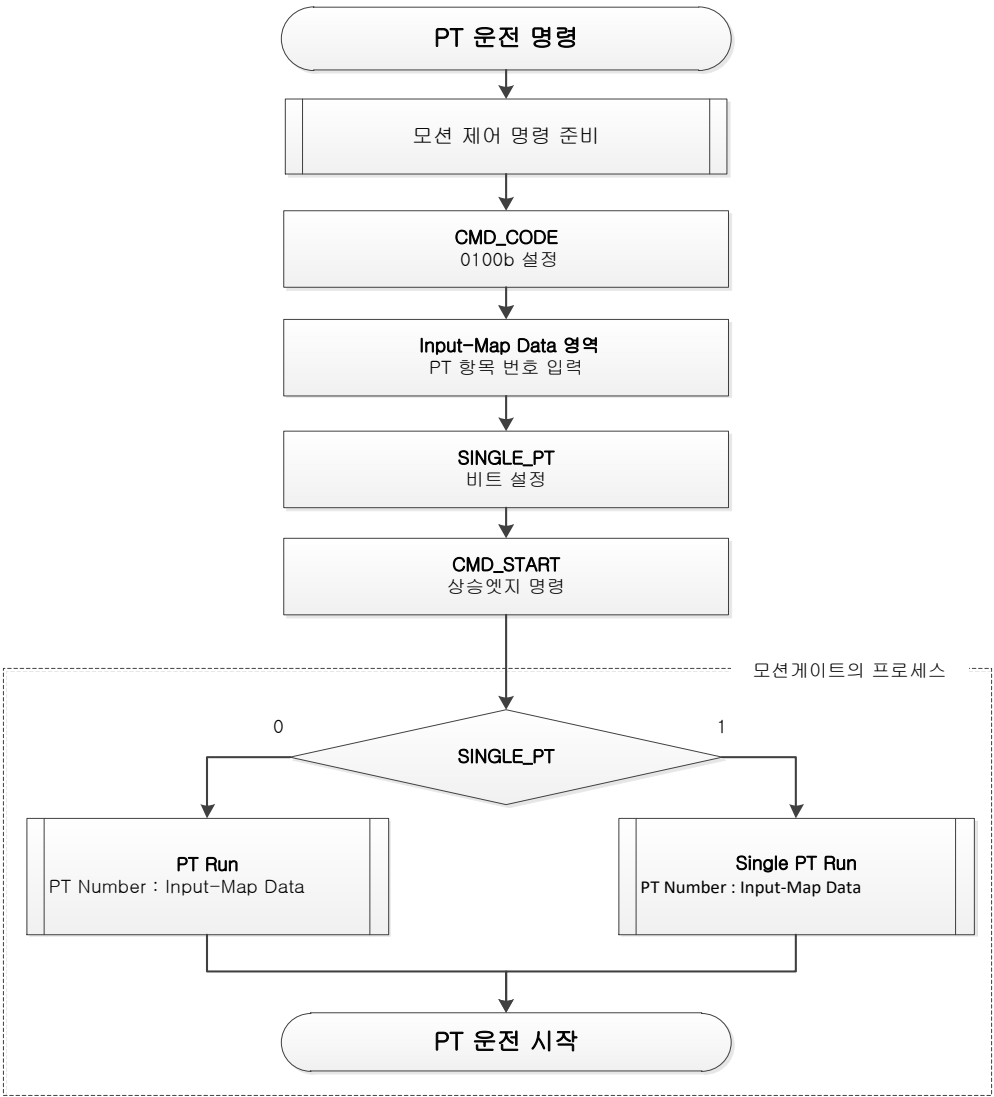 PT 운전 명령
모션 제어 명령 준비
CMD_CODE
0100b 설정
Input-Map Data 영역
PT 항목 번호 입력
SINGLE_PT
비트 설정
CMD_START
상승엣지 명령
모션게이트의 프로세스
0
1
SINGLE_PT
PT Run
PT Number : Input-Map Data
Single PT Run
PT Number : Input-Map Data
PT 운전 시작